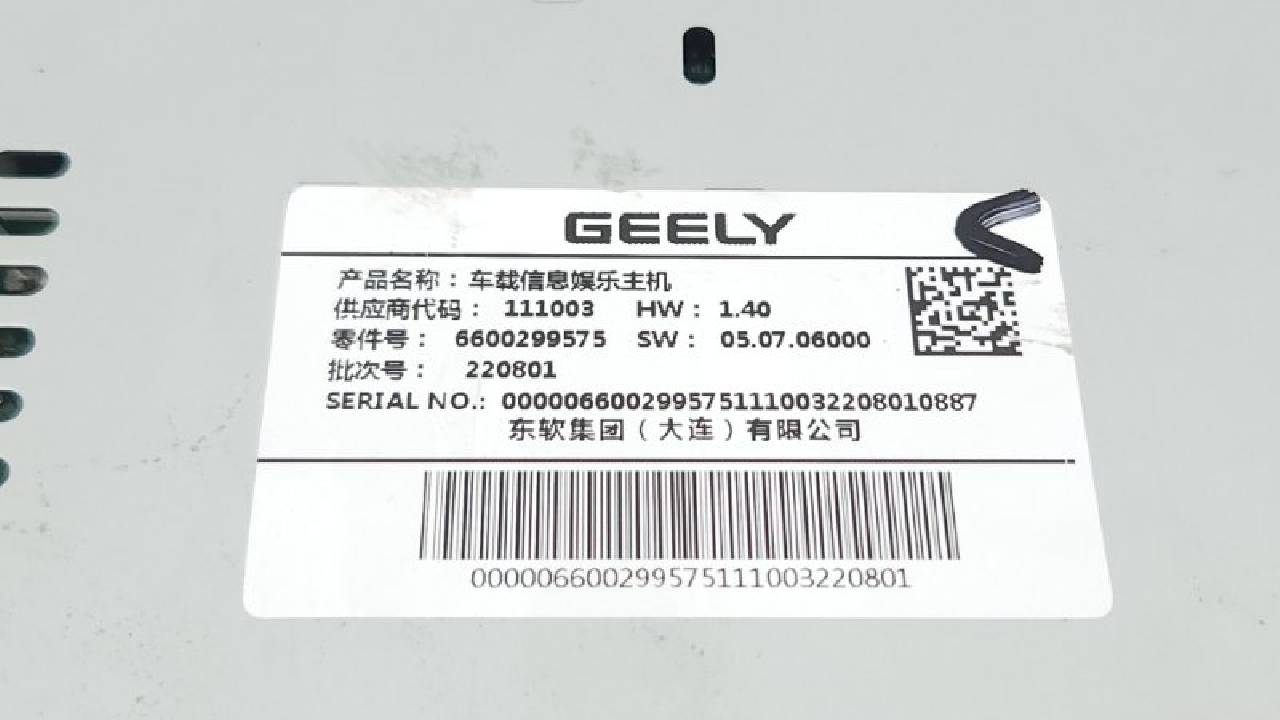 GEELY
产品名称：车载信息娱乐主机
供应商代码： 111003 HW： 1.40
零件号： 6600299575 SW： 05.07.06000
批次号： 220801
SERIAL NO.: 0000066002995751110032208010887
东软集团（大连）有限公司
000006600299575111003220801